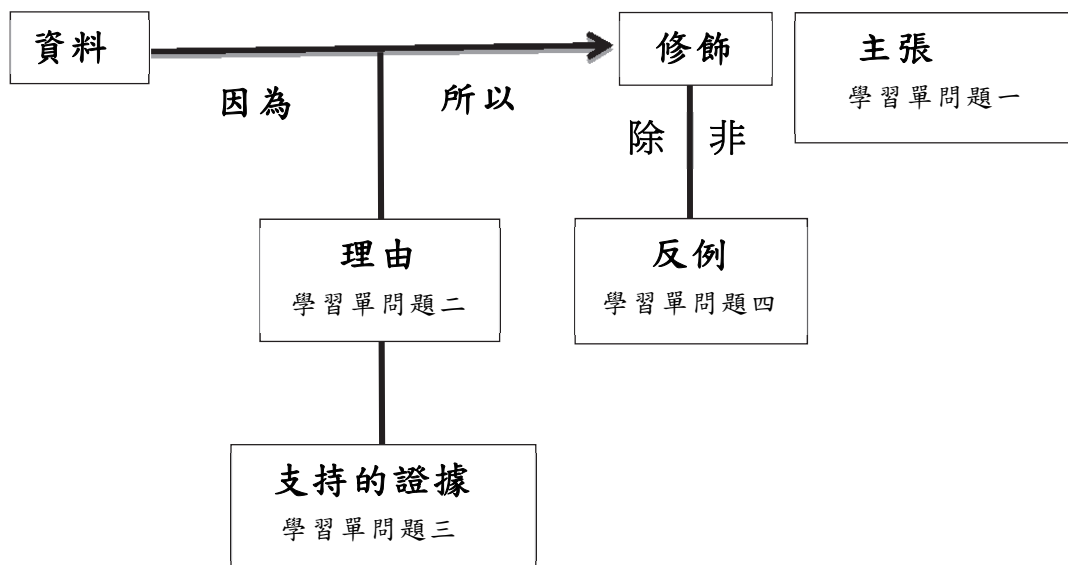 資料
修飾
主張
學習單問題一
因為
所以
除 非
理由
學習單問題二
反例
學習單問題四
支持的證據
學習單問題三